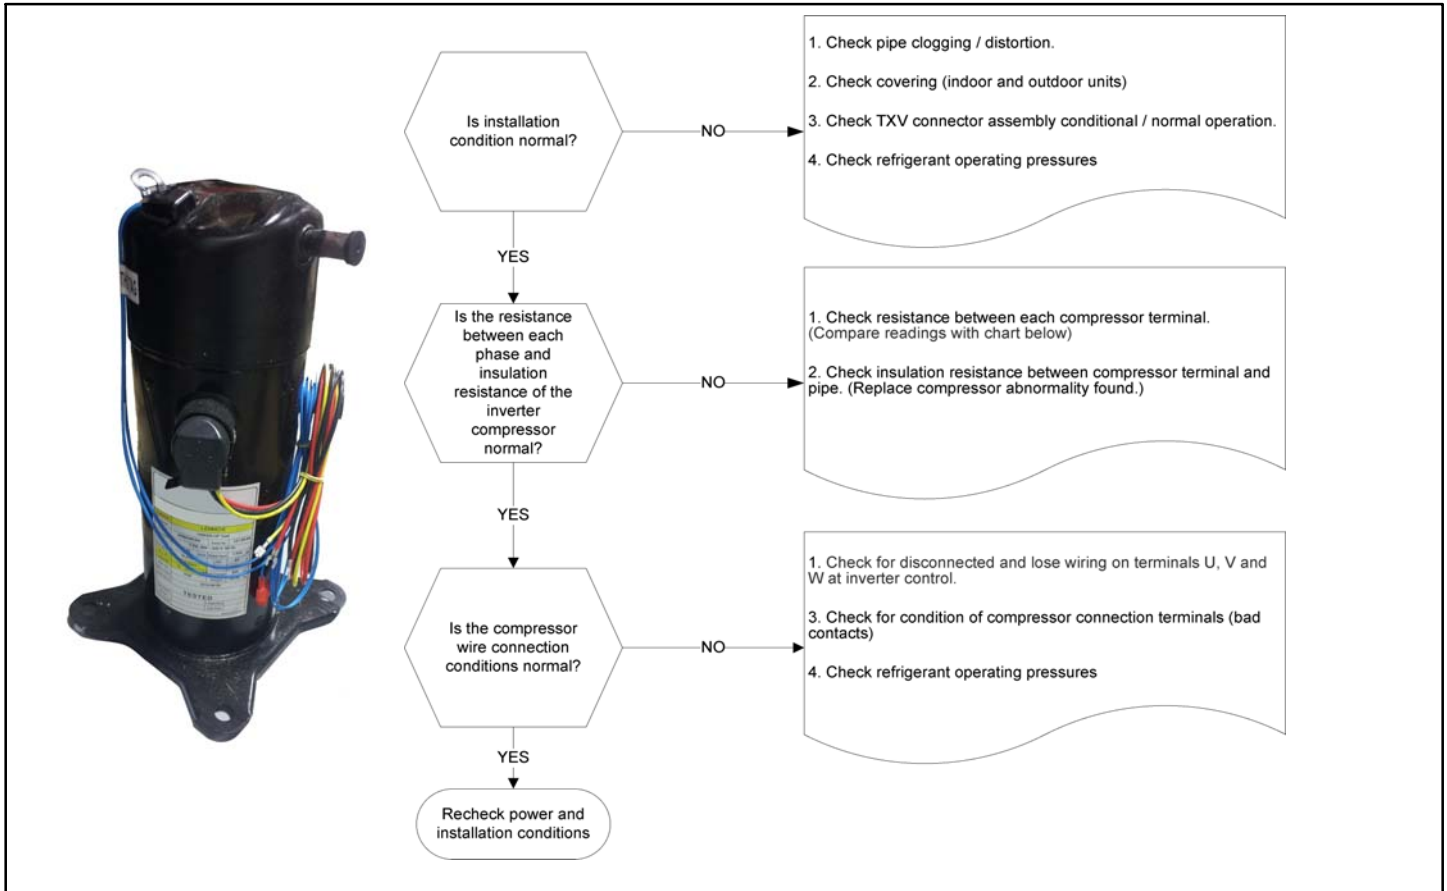 Is installation
condition normal?
NO
1. Check pipe clogging / distortion.
2. Check covering (indoor and outdoor units)
3. Check TXV connector assembly conditional / normal operation.
4. Check refrigerant operating pressures
YES
Is the resistance
between each
phase and
insulation
resistance of the
inverter
compressor
normal?
NO
1. Check resistance between each compressor terminal.
(Compare readings with chart below)
2. Check insulation resistance between compressor terminal and
pipe. (Replace compressor abnormality found.)
YES
Is the compressor
wire connection
conditions normal?
NO
1. Check for disconnected and lose wiring on terminals U, V and
W at inverter control.
3. Check for condition of compressor connection terminals (bad
contacts)
4. Check refrigerant operating pressures
YES
Recheck power and
installation conditions
TESTED